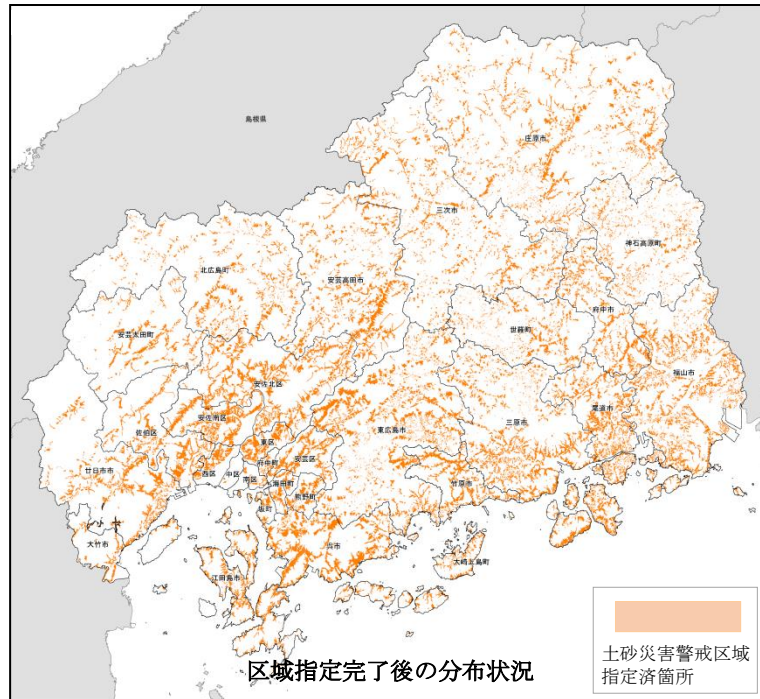 島根県
庄原市
三次市
神石高原町
北広島町
安芸高田市
府中市
世羅町
安芸太田町
福山市
安佐北区
尾道市
安佐南区
三原市
佐伯区
東広島市
東区
安芸区
府中町
廿日市市
西区
中区
海田町
南区
竹原市
熊野町
坂町
大竹市
呉市
大崎上島町
江田島市
土砂災害警戒区域
指定済箇所
区域指定完了後の分布状況